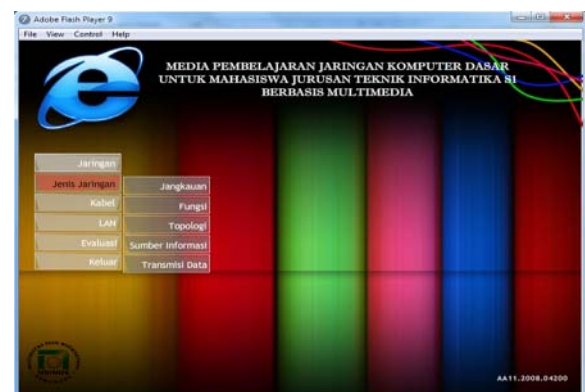 Adobe Flash Player 9
File View Control Help
MEDIA PEMBELAJARAN JARINGAN KOMPUTER DASAR
UNTUK MAHASISWA JURUSAN TEKNIK INFORMATIKA S1
BERBASIS MULTIMEDIA
Jaringan
Jenis Jaringan
Kabel
LAN
Evaluasi
Keluar
Jangkauan
Fungsi
Topologi
Sumber Informasi
Transmisi Data
AA11.2008.04200